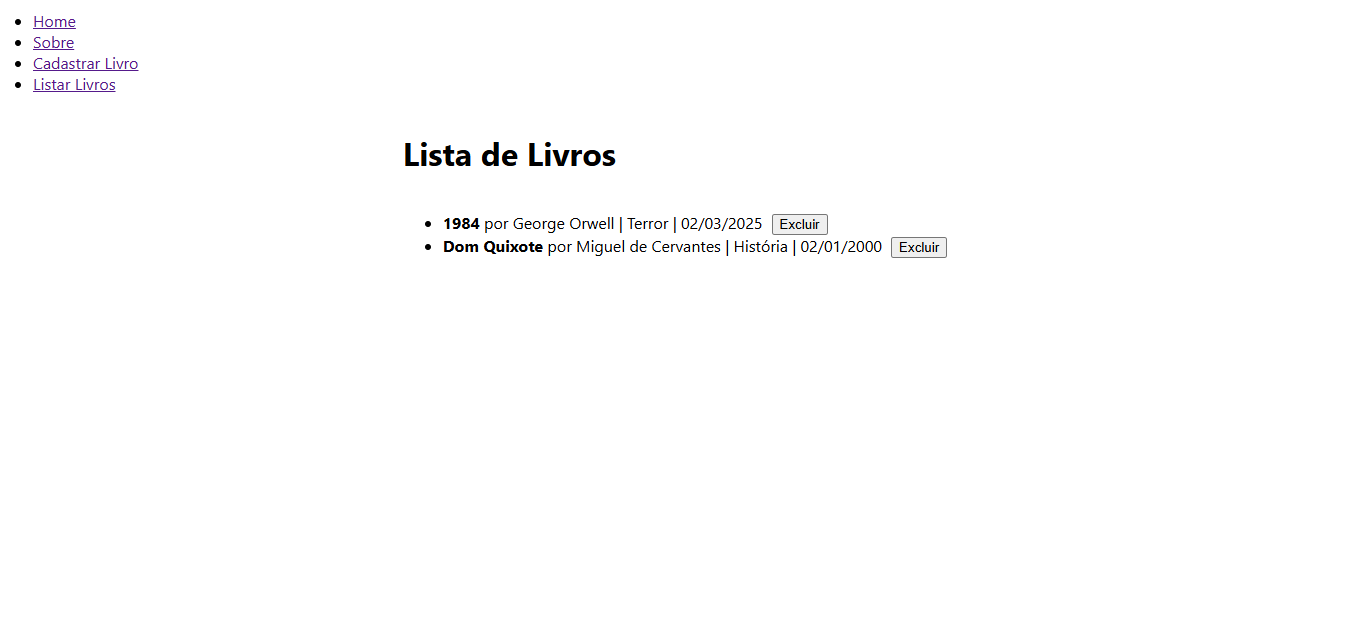 Home
Sobre
Cadastrar Livro
Listar Livros
Lista de Livros
1984 por George Orwell | Terror | 02/03/2025 Excluir
Dom Quixote por Miguel de Cervantes | História | 02/01/2000 Excluir